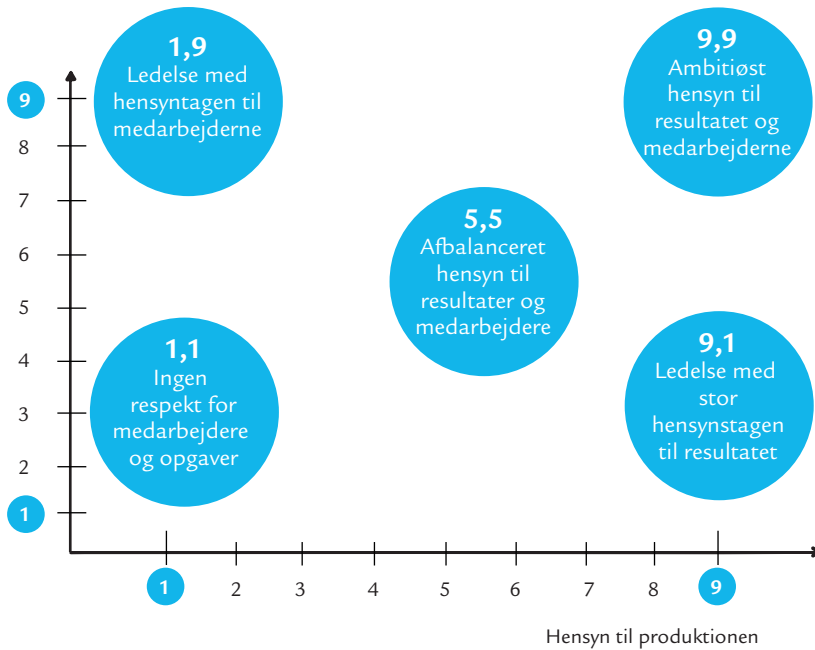 1,9
Ledelse med
hensyntagen til
medarbejderne
9,9
Ambitiøst
hensyn til
resultatet og
medarbejderne
5,5
Afbalanceret
hensyn til
resultater og
medarbejdere
1,1
Ingen
respekt for
medarbejdere
og opgaver
9,1
Ledelse med
stor
hensynstagen
til resultatet
9
8
7
6
5
4
3
2
1
1 2 3 4 5 6 7 8 9
Hensyn til produktionen